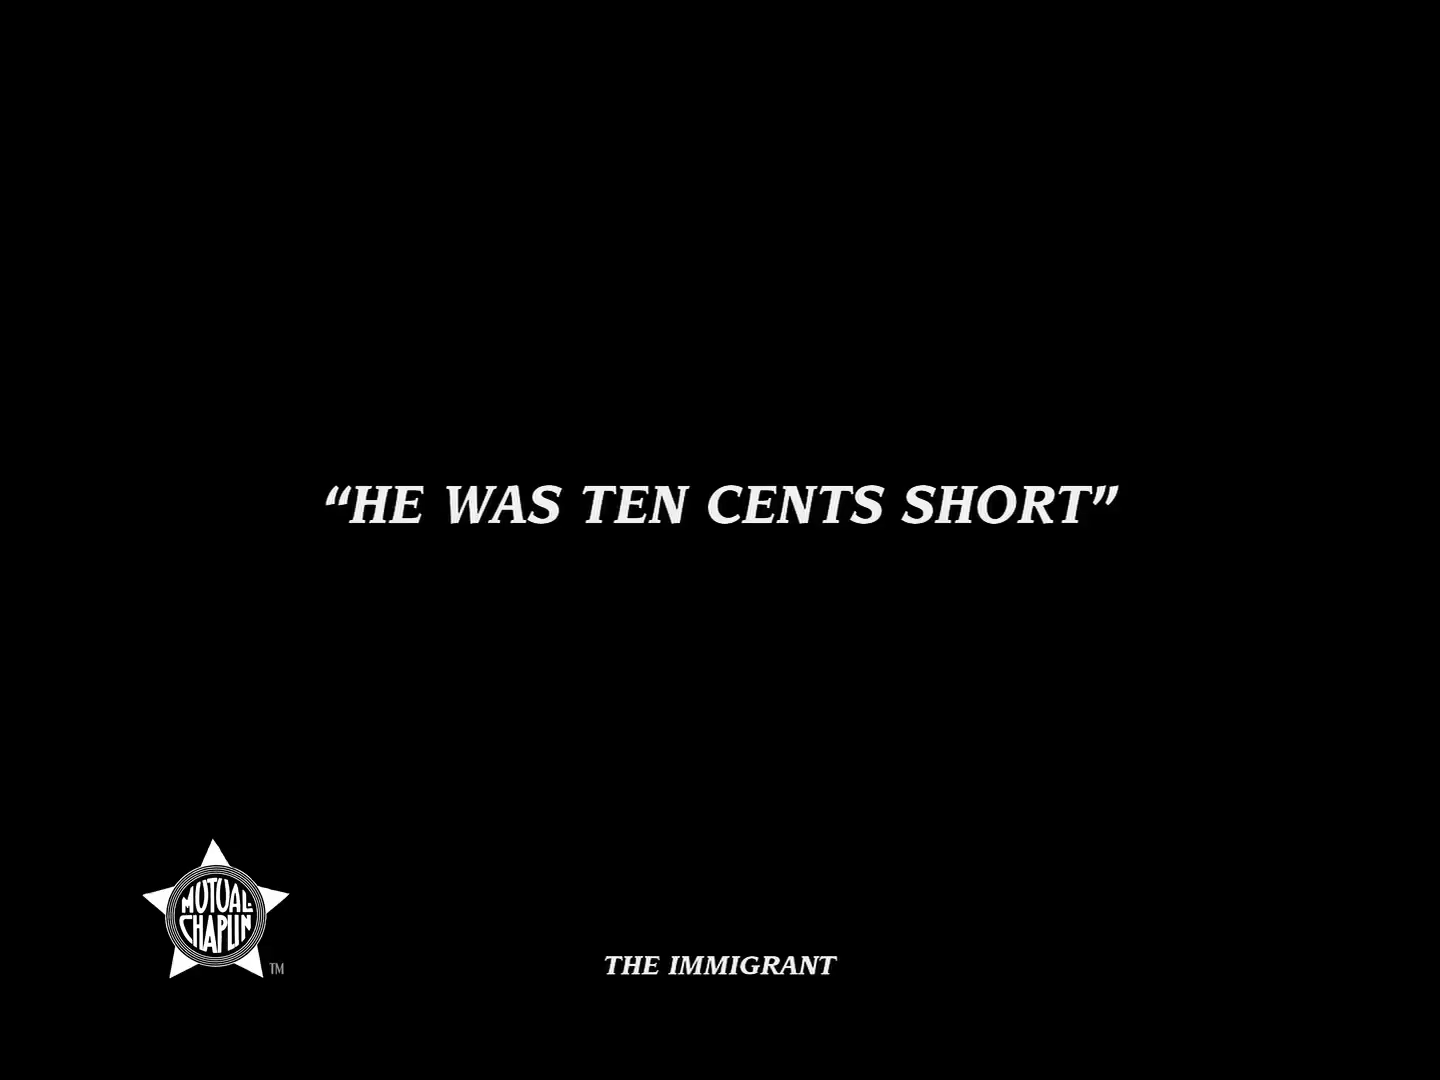 “HE WAS TEN CENTS SHORT”
MUTUAL-
CHAPLIN
TM
THE IMMIGRANT